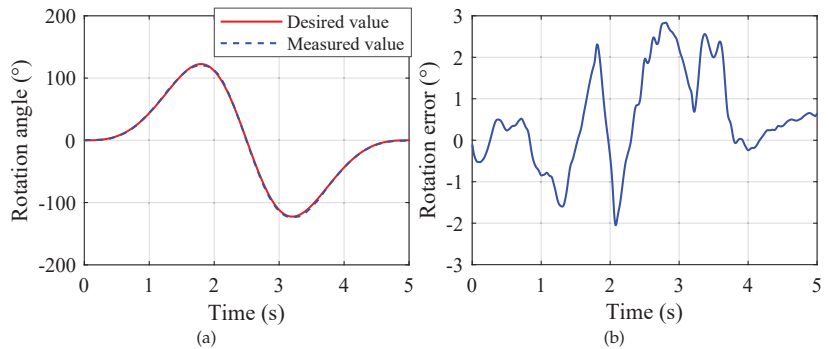 Desired value
Measured value
Rotation angle (°)
200
100
0
-100
-200
0 1 2 3 4 5
Time (s)
(a)
Rotation error (°)
3
2
1
0
-1
-2
-3
0 1 2 3 4 5
Time (s)
(b)